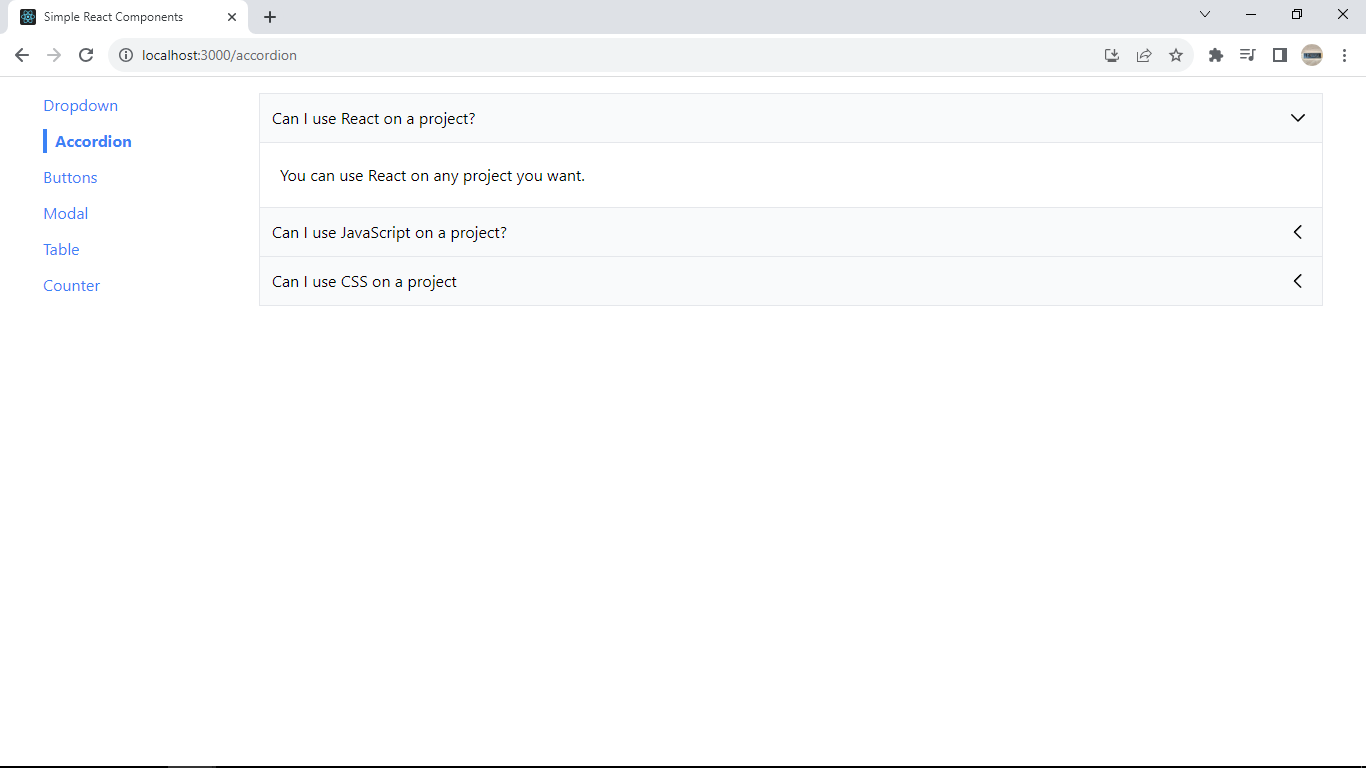 Simple React Components
localhost:3000/accordion
Dropdown
Accordion
Buttons
Modal
Table
Counter
Can I use React on a project?
You can use React on any project you want.
Can I use JavaScript on a project?
Can I use CSS on a project